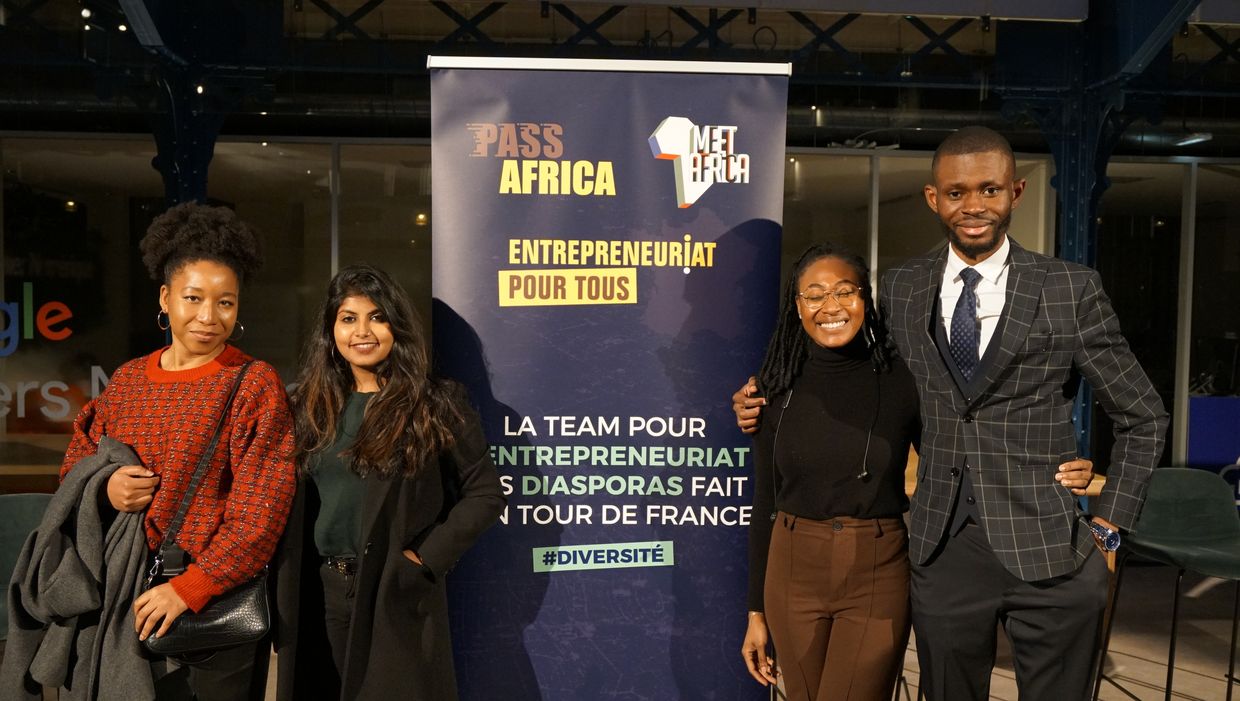 PASS
AFRICA
MEET
AFRICA
ENTREPRENEURIAT
POUR TOUS
LA TEAM POUR
ENTREPRENEURIAT
S DIASPORAS FAIT
N TOUR DE FRANCE
#DIVERSITÉ
gle
ers